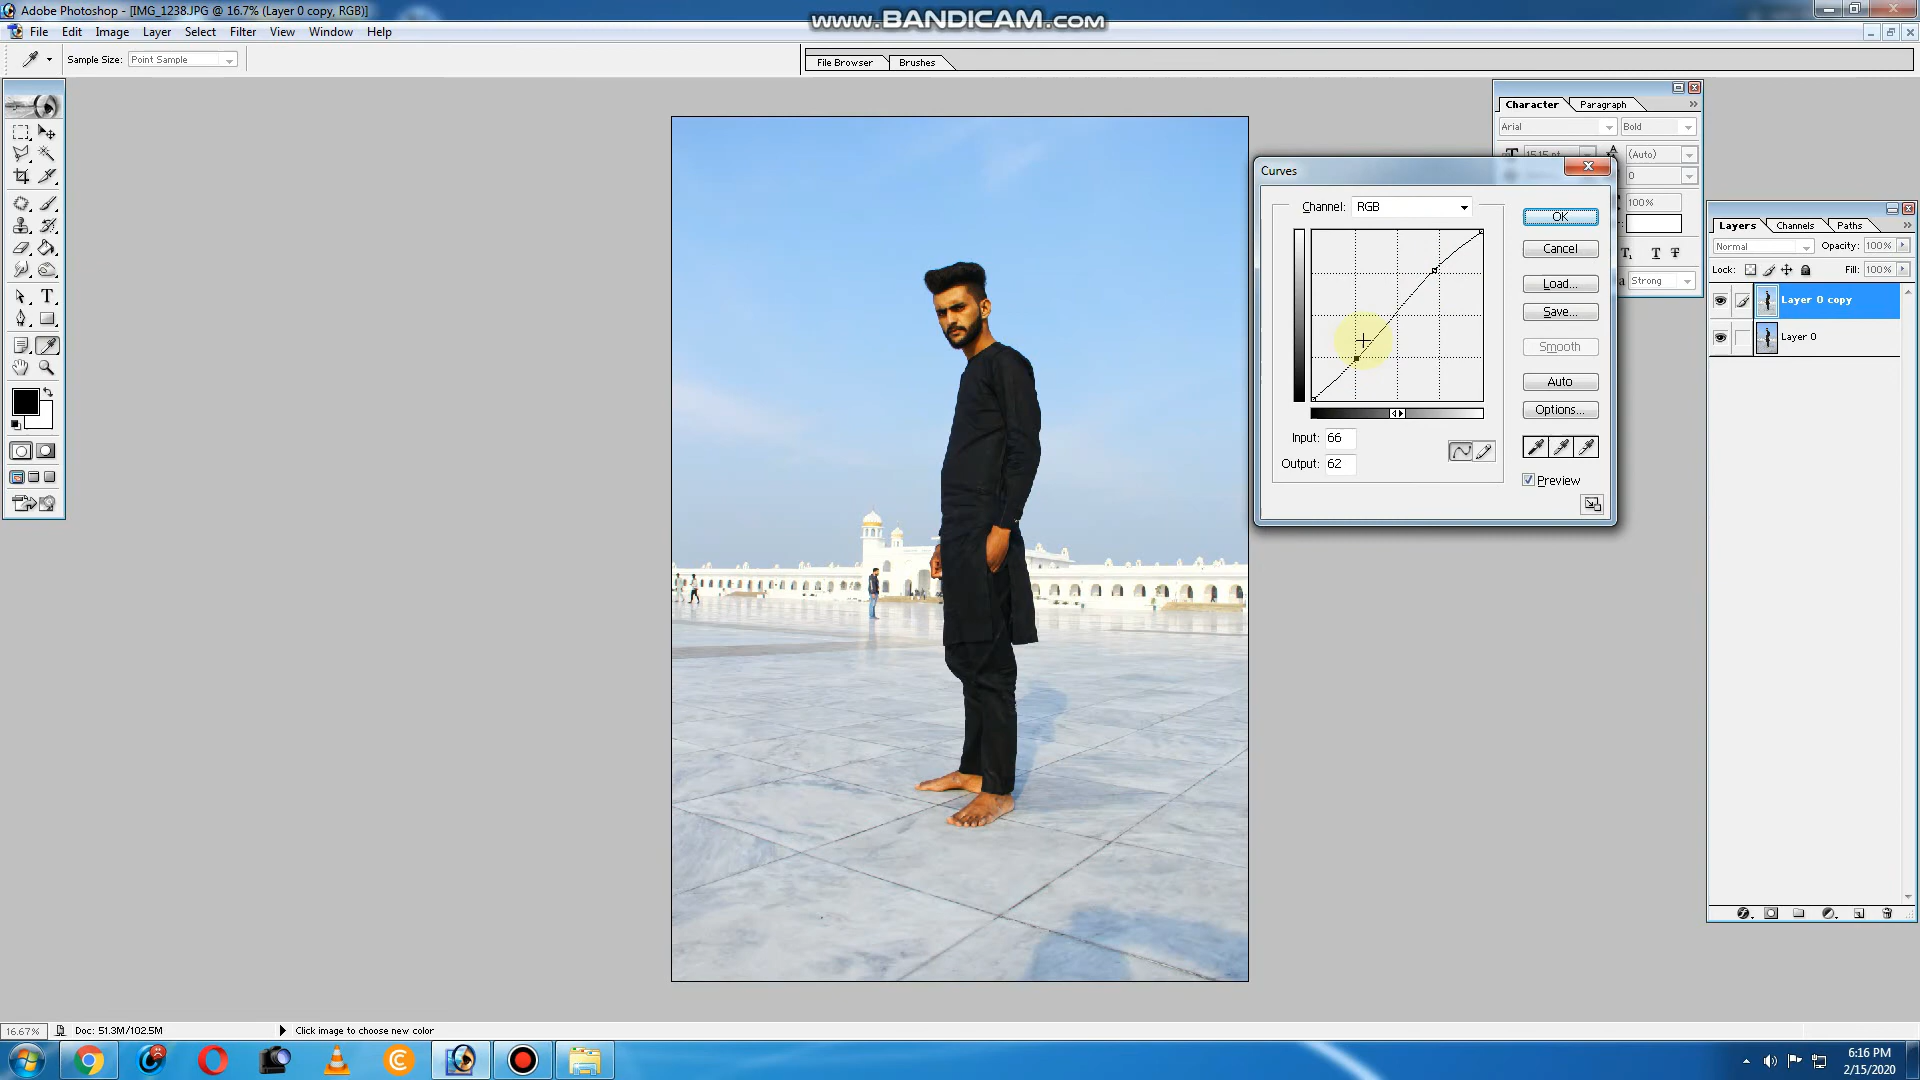 Adobe Photoshop - [IMG_1238.JPG @ 16.7% (Layer 0 copy, RGB)]
www.BANDICAM.com
File Edit Image Layer Select Filter View Window Help
Sample Size: Point Sample
File Browser Brushes
Character Paragraph
Arial Bold
(Auto)
0
100%
Strong
Curves
Channel: RGB
OK
Cancel
Load...
Save...
Smooth
Auto
Options...
Input: 66
Output: 62
Preview
Layers Channels Paths
Normal Opacity: 100%
Lock: Fill: 100%
Layer 0 copy
Layer 0
16.67% Doc: 51.3M/102.5M Click image to choose new color
6:16 PM
2/15/2020